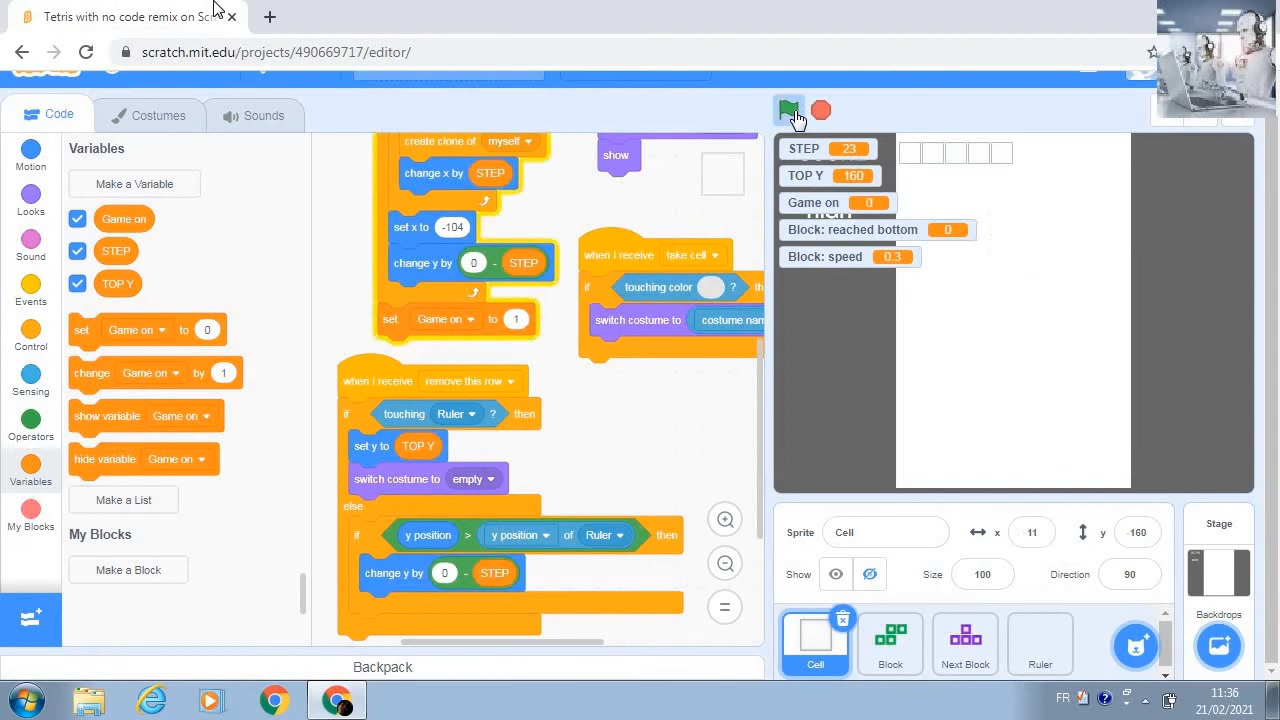 Tetris with no code remix on Scr
scratch.mit.edu/projects/490669717/editor/
Code
Costumes
Sounds
Motion
Looks
Sound
Events
Control
Sensing
Operators
Variables
My Blocks
Variables
Make a Variable
Game on
STEP
TOP Y
set Game on to 0
change Game on by 1
show variable Game on
hide variable Game on
Make a List
My Blocks
Make a Block
create clone of myself
change x by STEP
set x to -104
change y by 0 - STEP
set Game on to 1
when I receive remove this row
if touching Ruler ? then
set y to TOP Y
switch costume to empty
else
if y position > y position of Ruler then
change y by 0 - STEP
show
when I receive take cell
if touching color ? th
switch costume to costume nam
Backpack
STEP 23
TOP Y 160
Game on 0
Block: reached bottom 0
Block: speed 0.3
Sprite Cell x -11 y -160
Show Size 100 Direction 90
Cell
Block
Next Block
Ruler
Stage
Backdrops
FR
11:36
21/02/2021